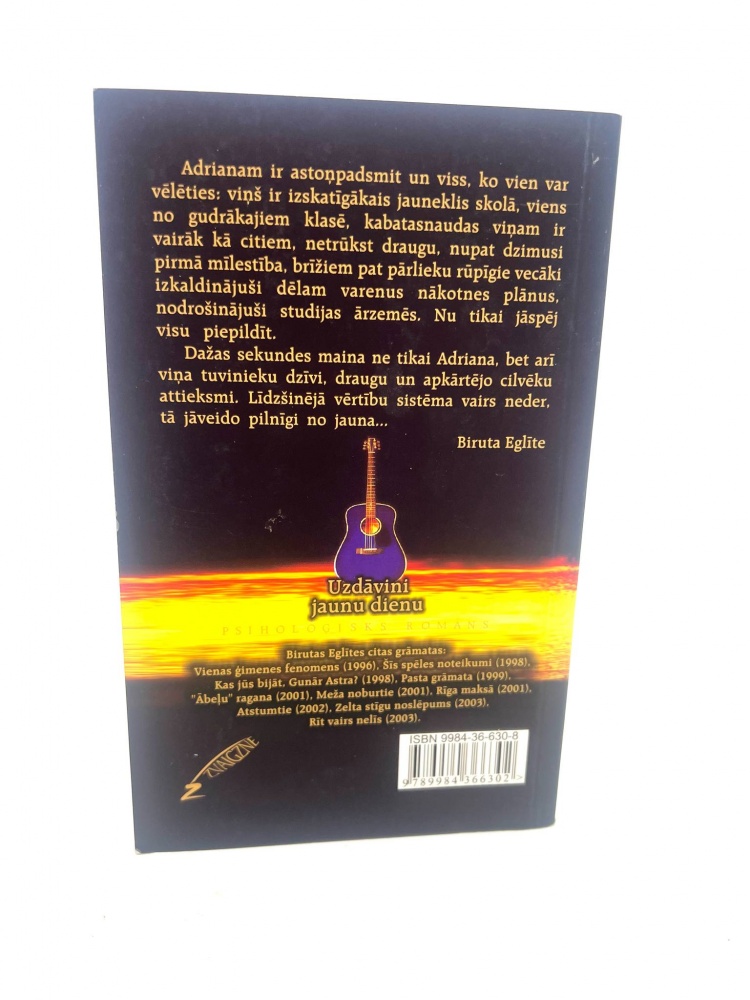 Adrianam ir astoņpadsmit un viss, ko vien var
vēlēties: viņš ir izskatīgākais jauneklis skolā, viens
no gudrākajiem klasē, kabatasnaudas viņam ir
vairāk kā citiem, netrūkst draugu, nupat dzimusi
pirmā mīlestība, brīžiem pat pārlieku rūpīgie vecāki
izkaldinājuši dēlam varenus nākotnes plānus,
nodrošinājuši studijas ārzemēs. Nu tikai jāspēj
visu piepildīt.
Dažas sekundes maina ne tikai Adriana, bet arī
viņa tuvinieku dzīvi, draugu un apkārtējo cilvēku
attieksmi. Līdzšinējā vērtību sistēma vairs neder,
tā jāveido pilnīgi no jauna...
Biruta Eglīte
Uzdāvini
jaunu dienu
PSIHOLOĢISKS ROMĀNS
Birutas Eglītes citas grāmatas:
Vienas ģimenes fenomens (1996), Šīs spēles noteikumi (1998),
Kas jūs bijāt, Gunār Astra? (1998), Pasta grāmata (1999),
"Ābeļu" ragana (2001), Meža noburtie (2001), Rīga maksā (2001),
Atstumtie (2002), Zelta stīgu noslēpums (2003),
Rīt vairs nelīs (2003).
ISBN 9984-36-630-8
9789984366302>
ZVAIGZNE